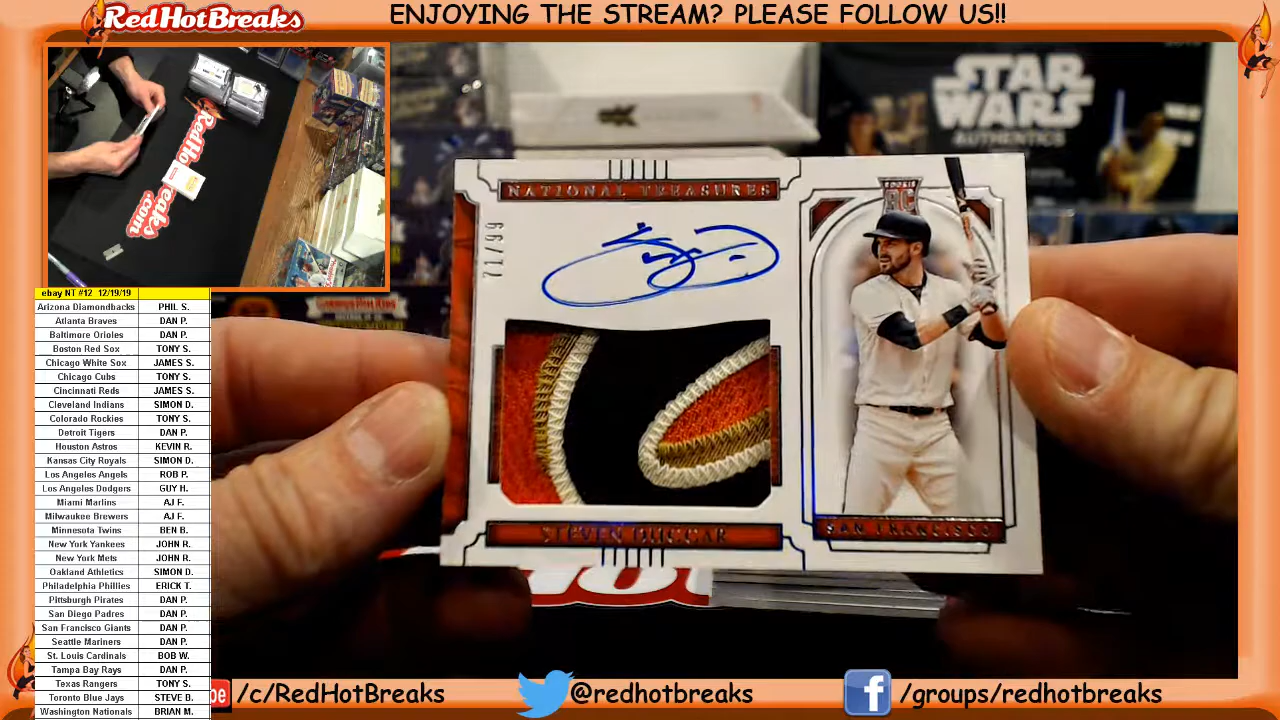 RedHotBreaks
ENJOYING THE STREAM? PLEASE FOLLOW US!!
RedHotBreaks.com
STAR
WARS
AUTHENTICS
NATIONAL TREASURES
71/99
ROOKIE
RC
STEVEN DUGGAR
SAN FRANCISCO
ebay NT #12 12/19/19
Arizona Diamondbacks PHIL S.
Atlanta Braves DAN P.
Baltimore Orioles DAN P.
Boston Red Sox TONY S.
Chicago White Sox JAMES S.
Chicago Cubs TONY S.
Cincinnati Reds JAMES S.
Cleveland Indians SIMON D.
Colorado Rockies TONY S.
Detroit Tigers DAN P.
Houston Astros KEVIN R.
Kansas City Royals SIMON D.
Los Angeles Angels ROB P.
Los Angeles Dodgers GUY H.
Miami Marlins AJ F.
Milwaukee Brewers AJ F.
Minnesota Twins BEN B.
New York Yankees JOHN R.
New York Mets JOHN R.
Oakland Athletics SIMON D.
Philadelphia Phillies ERICK T.
Pittsburgh Pirates DAN P.
San Diego Padres DAN P.
San Francisco Giants DAN P.
Seattle Mariners DAN P.
St. Louis Cardinals BOB W.
Tampa Bay Rays DAN P.
Texas Rangers TONY S.
Toronto Blue Jays STEVE B.
Washington Nationals BRIAN M.
/c/RedHotBreaks
@redhotbreaks
/groups/redhotbreaks